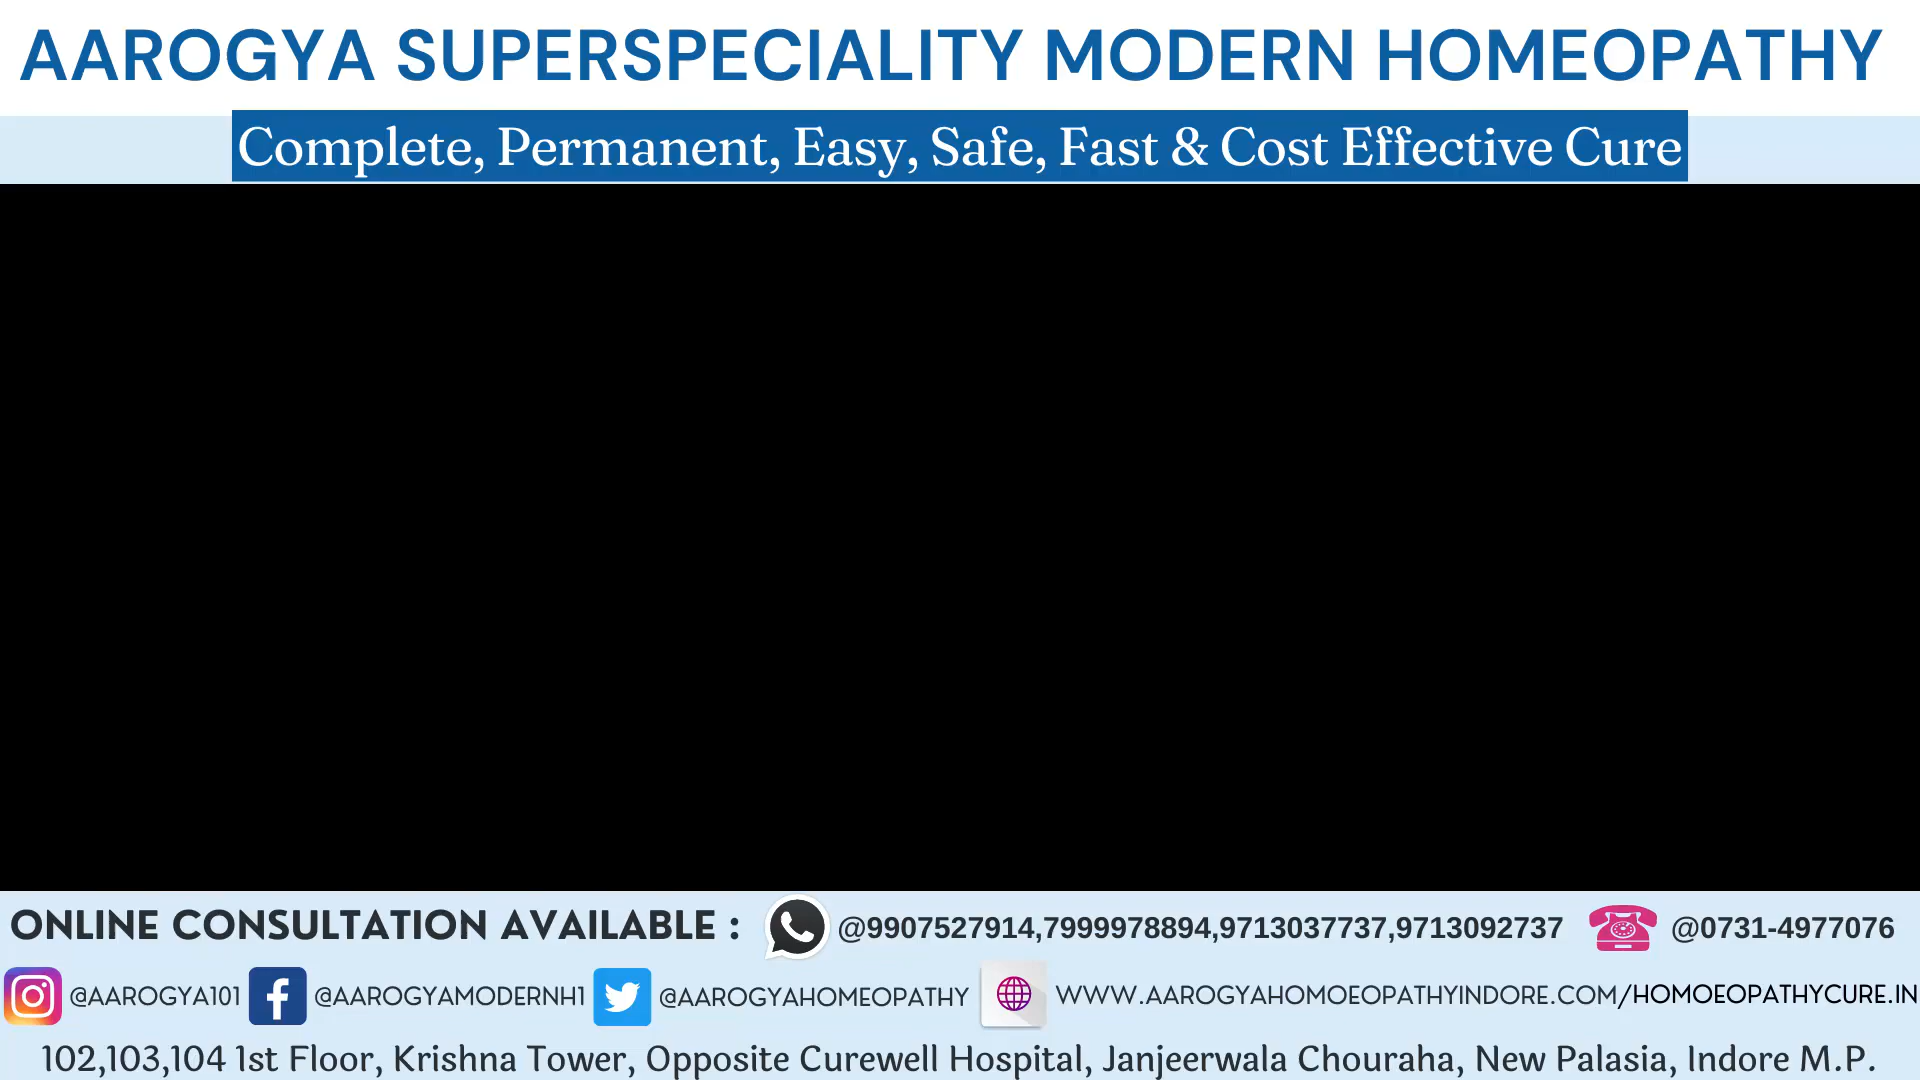 AAROGYA SUPERSPECIALITY MODERN HOMEOPATHY
Complete, Permanent, Easy, Safe, Fast & Cost Effective Cure
ONLINE CONSULTATION AVAILABLE : @9907527914,7999978894,9713037737,9713092737 @0731-4977076
@AAROGYA101 @AAROGYAMODERNH1 @AAROGYAHOMEOPATHY WWW.AAROGYAHOMOEOPATHYINDORE.COM/HOMOEOPATHYCURE.IN
102,103,104 1st Floor, Krishna Tower, Opposite Curewell Hospital, Janjeerwala Chouraha, New Palasia, Indore M.P.